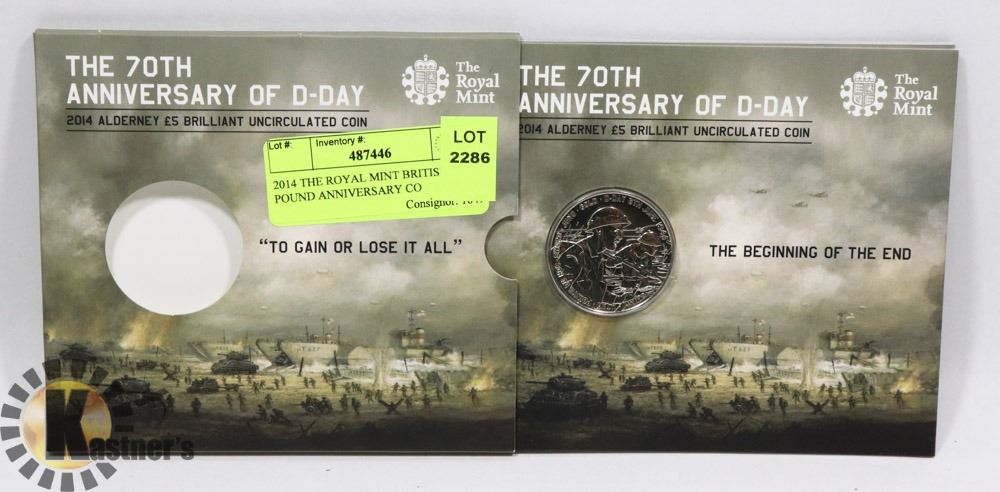 THE 70TH
ANNIVERSARY OF D-DAY
2014 ALDERNEY £5 BRILLIANT UNCIRCULATED COIN
The
Royal
Mint
Lot #:
Inventory #:
487446
LOT
2286
2014 THE ROYAL MINT BRITIS
POUND ANNIVERSARY CO
Consignor:
"TO GAIN OR LOSE IT ALL"
THE 70TH
ANNIVERSARY OF D-DAY
2014 ALDERNEY £5 BRILLIANT UNCIRCULATED COIN
The
Royal
Mint
THE BEGINNING OF THE END
Kastner's